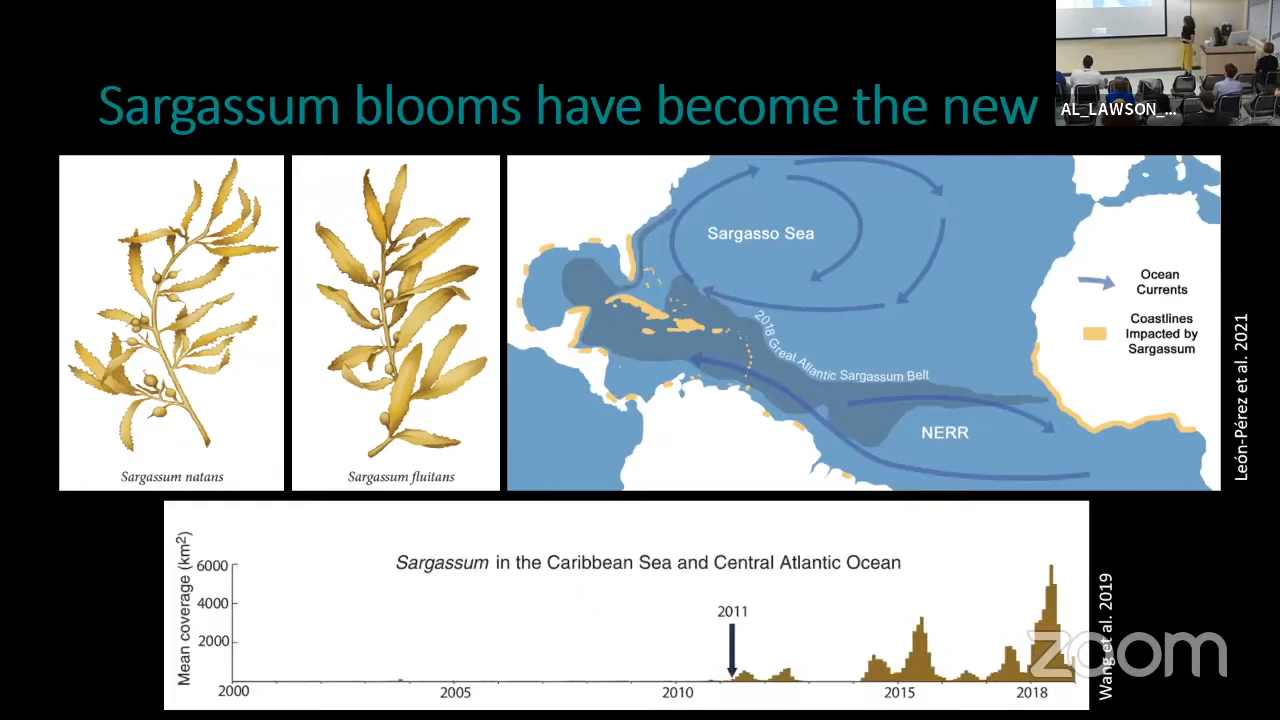 Sargassum blooms have become the new
AL_LAWSON_...
Sargassum natans
Sargassum fluitans
Sargasso Sea
2018 Great Atlantic Sargassum Belt
NERR
Ocean
Currents
Coastlines
Impacted by
Sargassum
León-Pérez et al. 2021
Sargassum in the Caribbean Sea and Central Atlantic Ocean
Mean coverage (km²)
6000
4000
2000
2011
2000
2005
2010
2015
2018
Wang et al. 2019
zoom